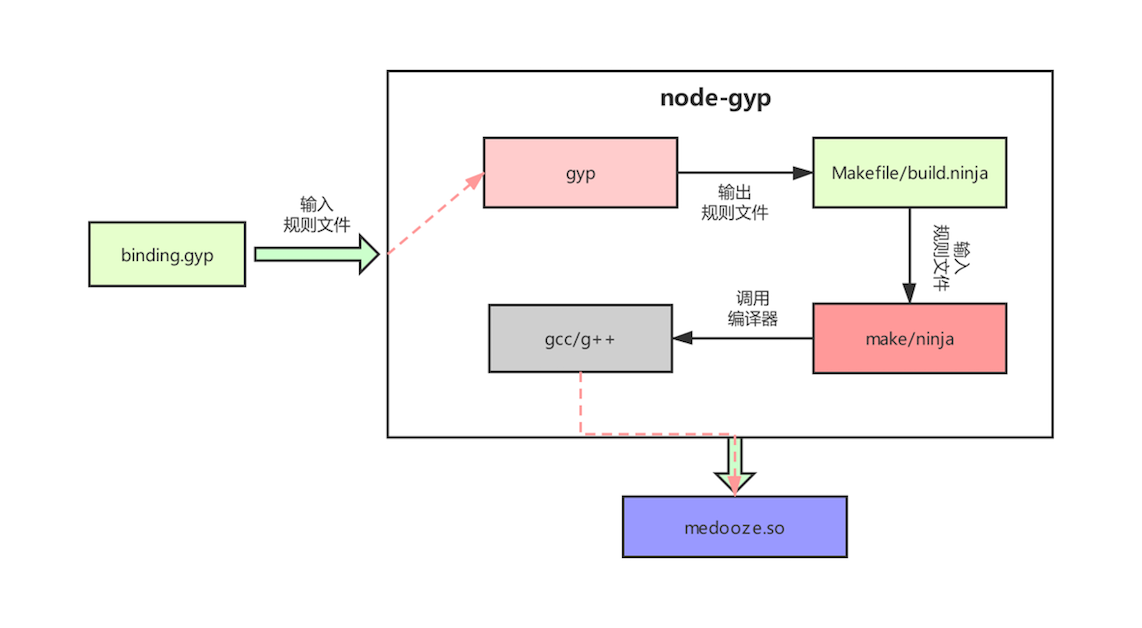 node-gyp
gyp
Makefile/build.ninja
输出
规则文件
输入
规则文件
binding.gyp
输入
规则文件
调用
编译器
gcc/g++
make/ninja
medooze.so